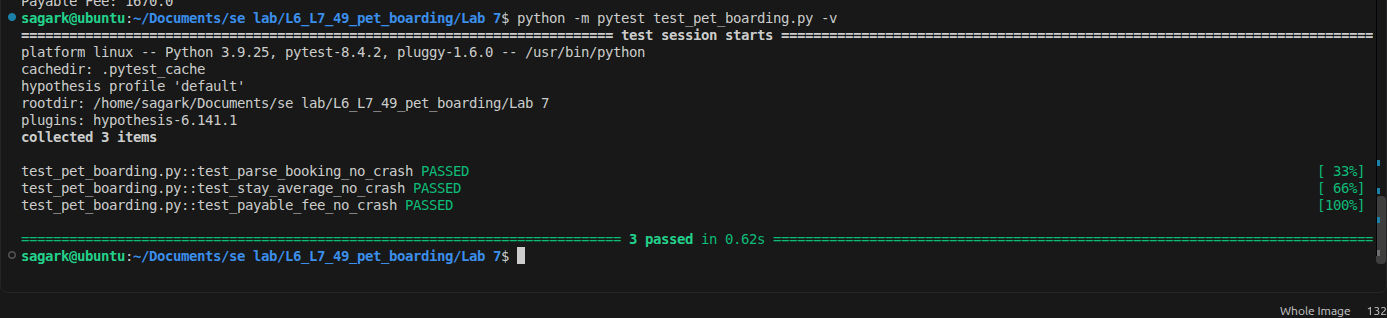 Payable Fee: 1670.0
sagark@ubuntu:~/Documents/se lab/L6_L7_49_pet_boarding/Lab 7$ python -m pytest test_pet_boarding.py -v
============================= test session starts =============================
platform linux -- Python 3.9.25, pytest-8.4.2, pluggy-1.6.0 -- /usr/bin/python
cachedir: .pytest_cache
hypothesis profile 'default'
rootdir: /home/sagark/Documents/se lab/L6_L7_49_pet_boarding/Lab 7
plugins: hypothesis-6.141.1
collected 3 items
test_pet_boarding.py::test_parse_booking_no_crash PASSED [ 33%]
test_pet_boarding.py::test_stay_average_no_crash PASSED [ 66%]
test_pet_boarding.py::test_payable_fee_no_crash PASSED [100%]
============================= 3 passed in 0.62s =============================
sagark@ubuntu:~/Documents/se lab/L6_L7_49_pet_boarding/Lab 7$
Whole Image 132